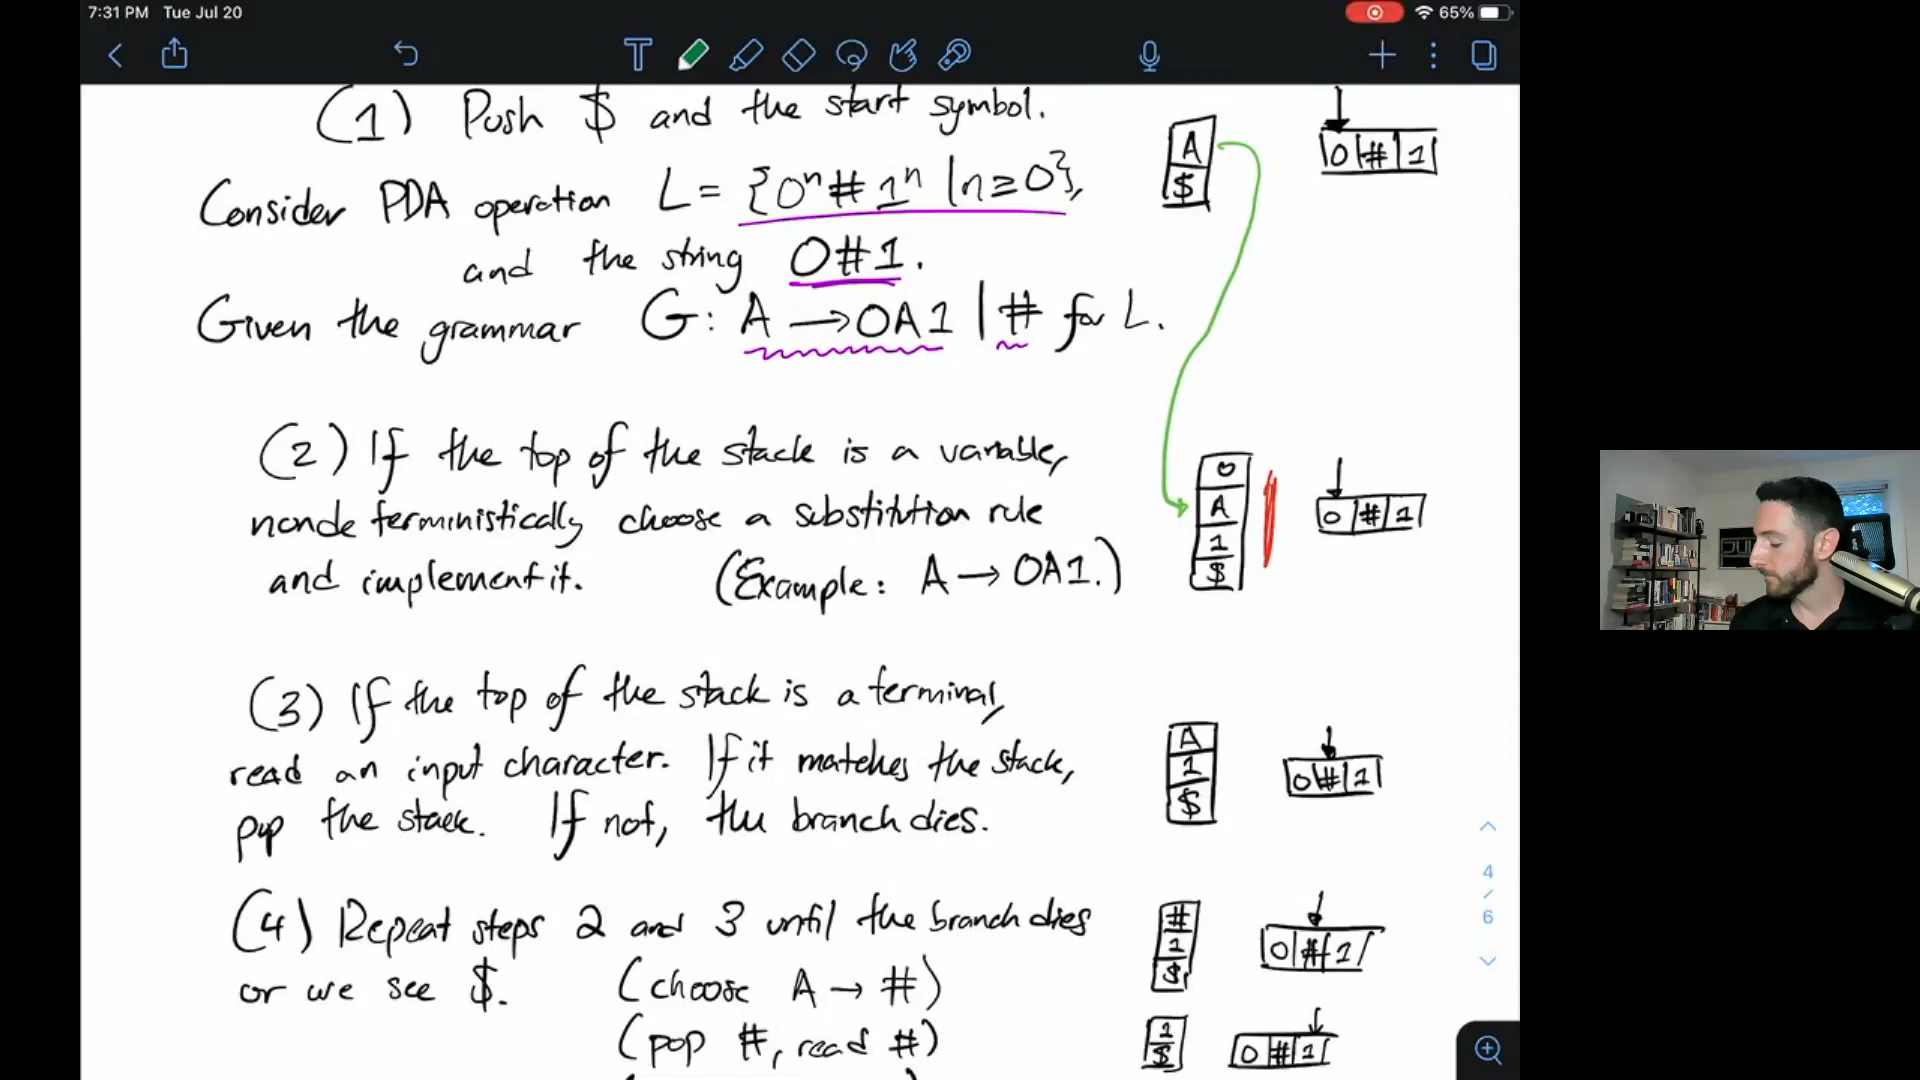 7:31 PM Tue Jul 20
65%
(1) Push $ and the start symbol.
A
$
0 # 1
Consider PDA operation L = {0ⁿ#1ⁿ | n ≥ 0},
and the string 0#1.
Given the grammar G: A → 0A1 | # for L.
(2) If the top of the stack is a variable,
nondeterministically choose a substitution rule
and implement it. (Example: A → 0A1.)
0
A
1
$
0 # 1
(3) If the top of the stack is a terminal,
read an input character. If it matches the stack,
pop the stack. If not, the branch dies.
A
1
$
0 # 1
(4) Repeat steps 2 and 3 until the branch dies
or we see $. (choose A → #)
(pop #, read #)
#
1
$
0 # 1
1
$
0 # 1
4
/
6